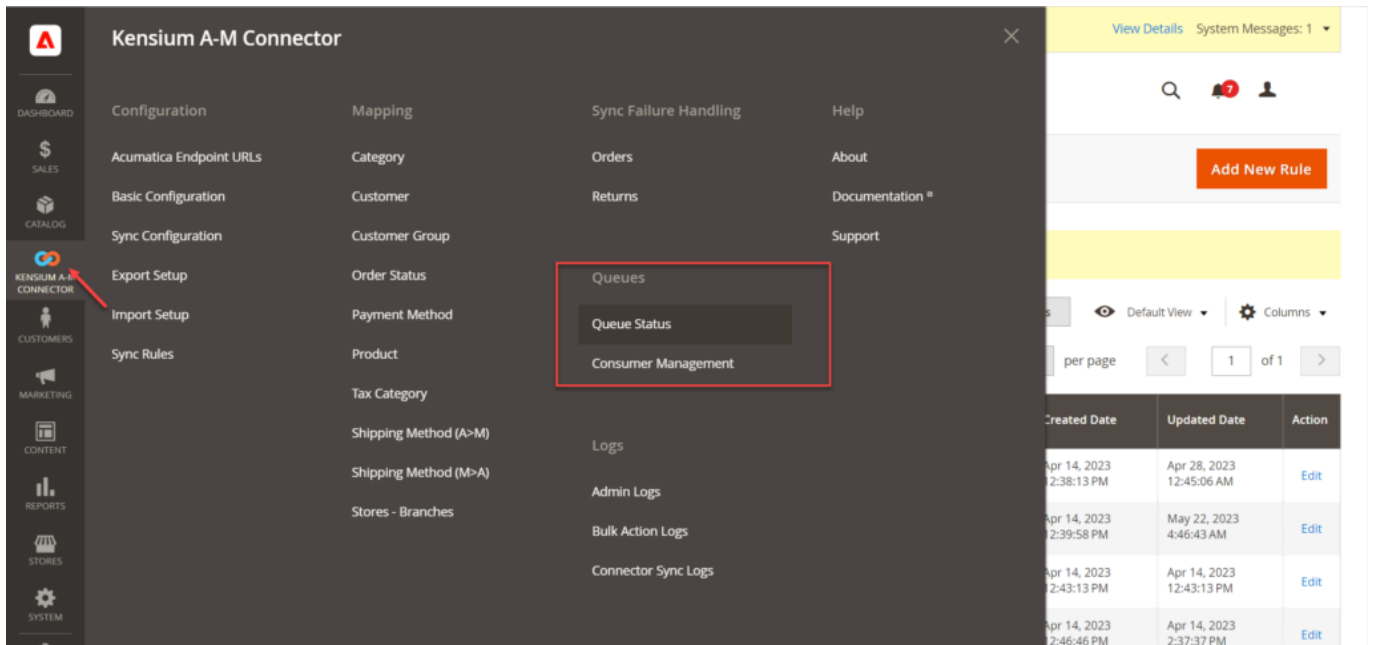 DASHBOARD
SALES
CATALOG
KENSIUM A-M
CONNECTOR
CUSTOMERS
MARKETING
CONTENT
REPORTS
STORES
SYSTEM
Kensium A-M Connector
Configuration
Acumatica Endpoint URLs
Basic Configuration
Sync Configuration
Export Setup
Import Setup
Sync Rules
Mapping
Category
Customer
Customer Group
Order Status
Payment Method
Product
Tax Category
Shipping Method (A>M)
Shipping Method (M>A)
Stores - Branches
Sync Failure Handling
Orders
Returns
Queues
Queue Status
Consumer Management
Logs
Admin Logs
Bulk Action Logs
Connector Sync Logs
Help
About
Documentation
Support
View Details System Messages: 1
7
Add New Rule
s Default View Columns
per page 1 of 1
Created Date Updated Date Action
Apr 14, 2023 Apr 28, 2023
12:38:13 PM 12:45:06 AM Edit
Apr 14, 2023 May 22, 2023
12:39:58 PM 4:46:43 AM Edit
Apr 14, 2023 Apr 14, 2023
12:43:13 PM 12:43:13 PM Edit
Apr 14, 2023 Apr 14, 2023
12:46:46 PM 2:37:37 PM Edit